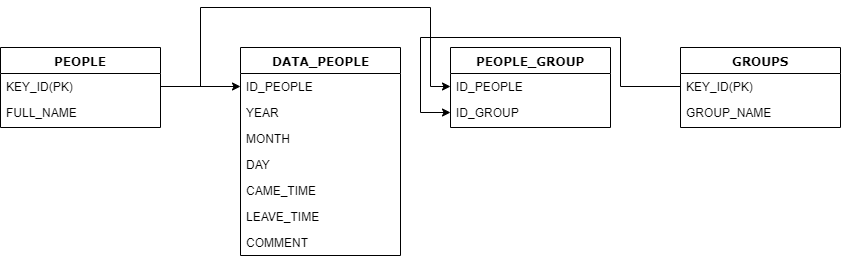 PEOPLE
KEY_ID(PK)
FULL_NAME
DATA_PEOPLE
ID_PEOPLE
YEAR
MONTH
DAY
CAME_TIME
LEAVE_TIME
COMMENT
PEOPLE_GROUP
ID_PEOPLE
ID_GROUP
GROUPS
KEY_ID(PK)
GROUP_NAME